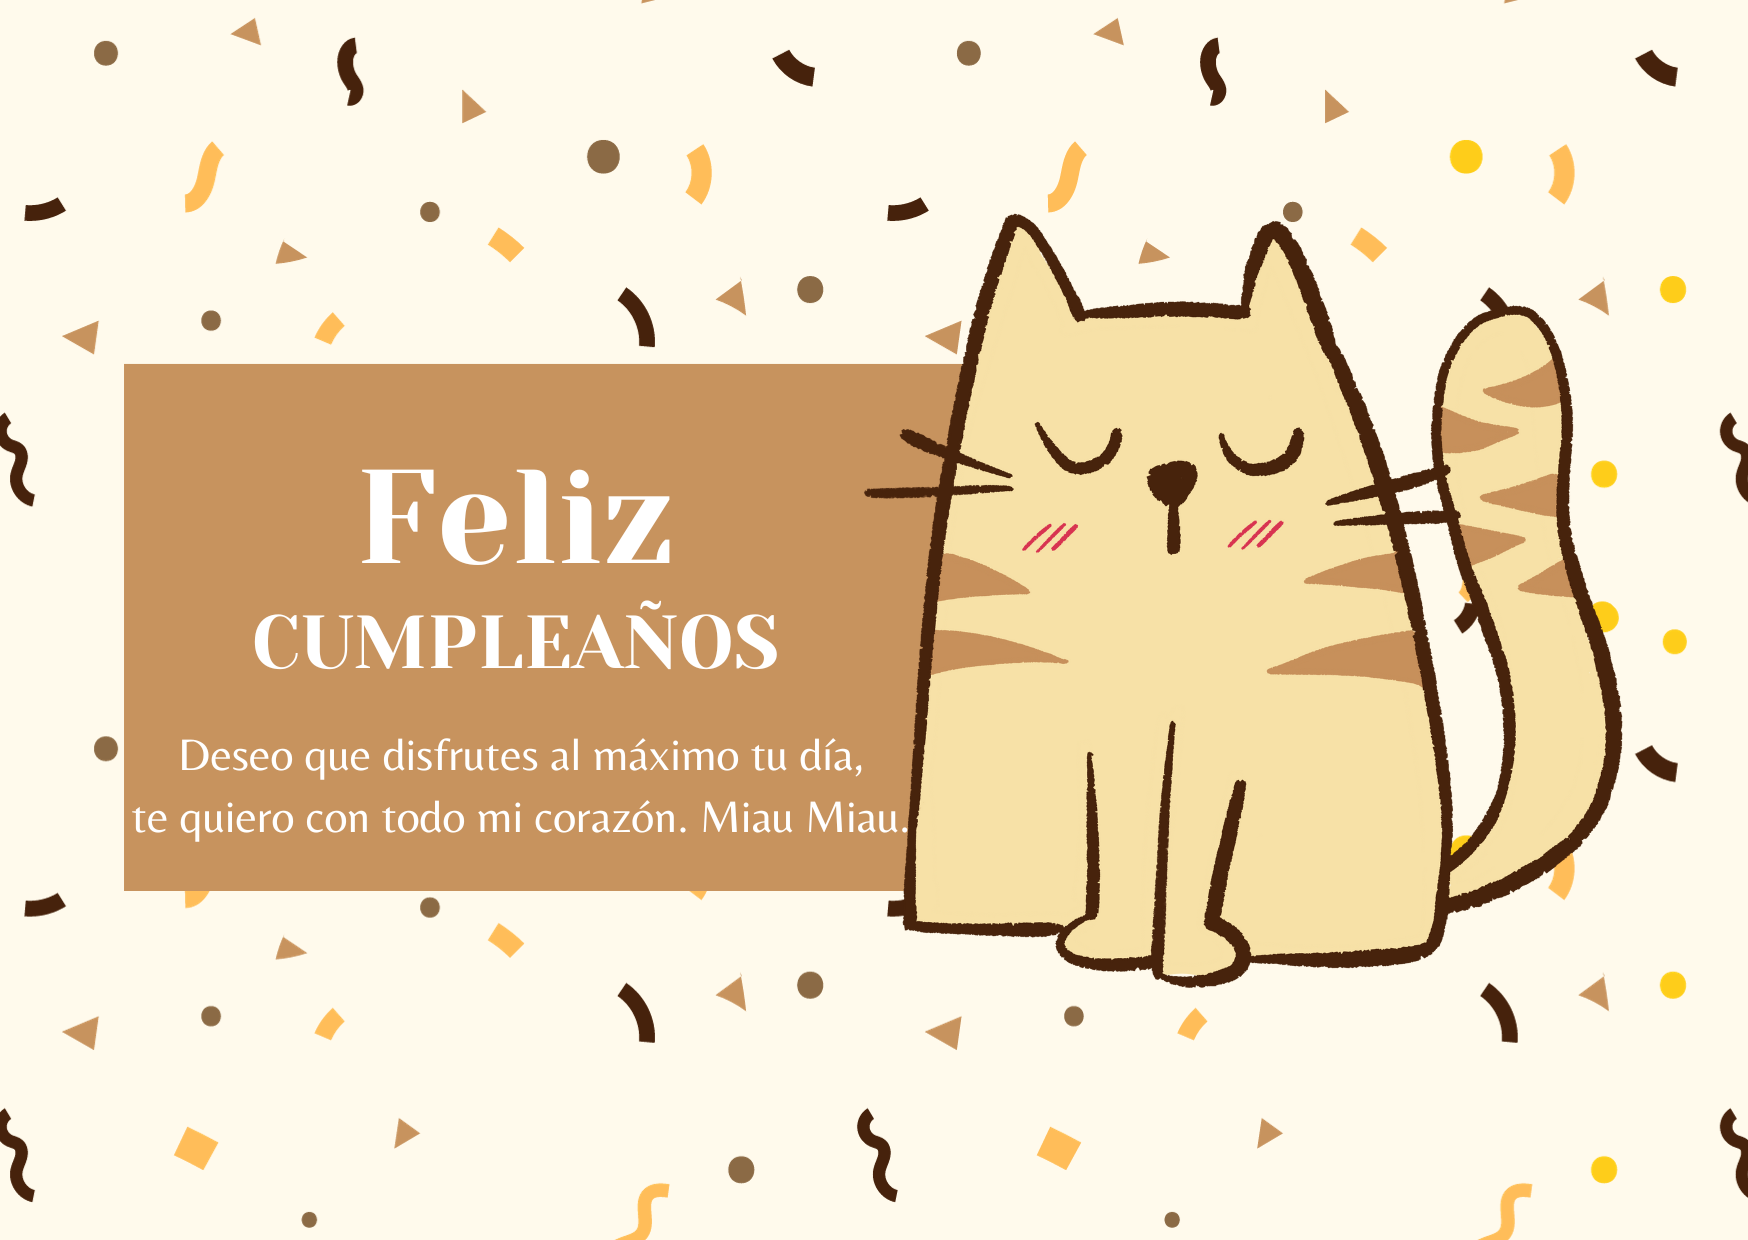 Feliz
CUMPLEAÑOS
Deseo que disfrutes al máximo tu día,
te quiero con todo mi corazón. Miau Miau.